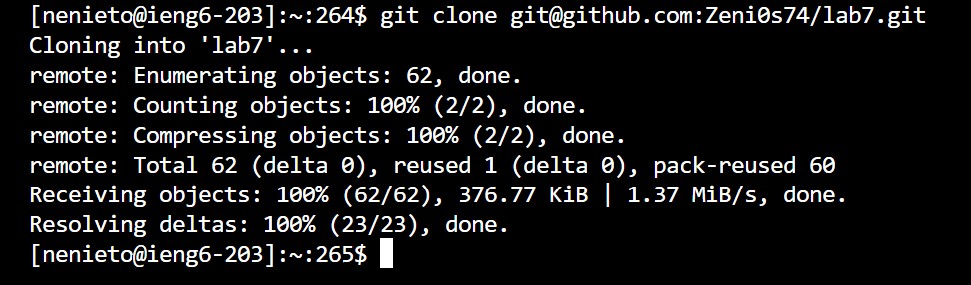 [nenieto@ieng6-203]:~:264$ git clone git@github.com:Zeni0s74/lab7.git
Cloning into 'lab7'...
remote: Enumerating objects: 62, done.
remote: Counting objects: 100% (2/2), done.
remote: Compressing objects: 100% (2/2), done.
remote: Total 62 (delta 0), reused 1 (delta 0), pack-reused 60
Receiving objects: 100% (62/62), 376.77 KiB | 1.37 MiB/s, done.
Resolving deltas: 100% (23/23), done.
[nenieto@ieng6-203]:~:265$